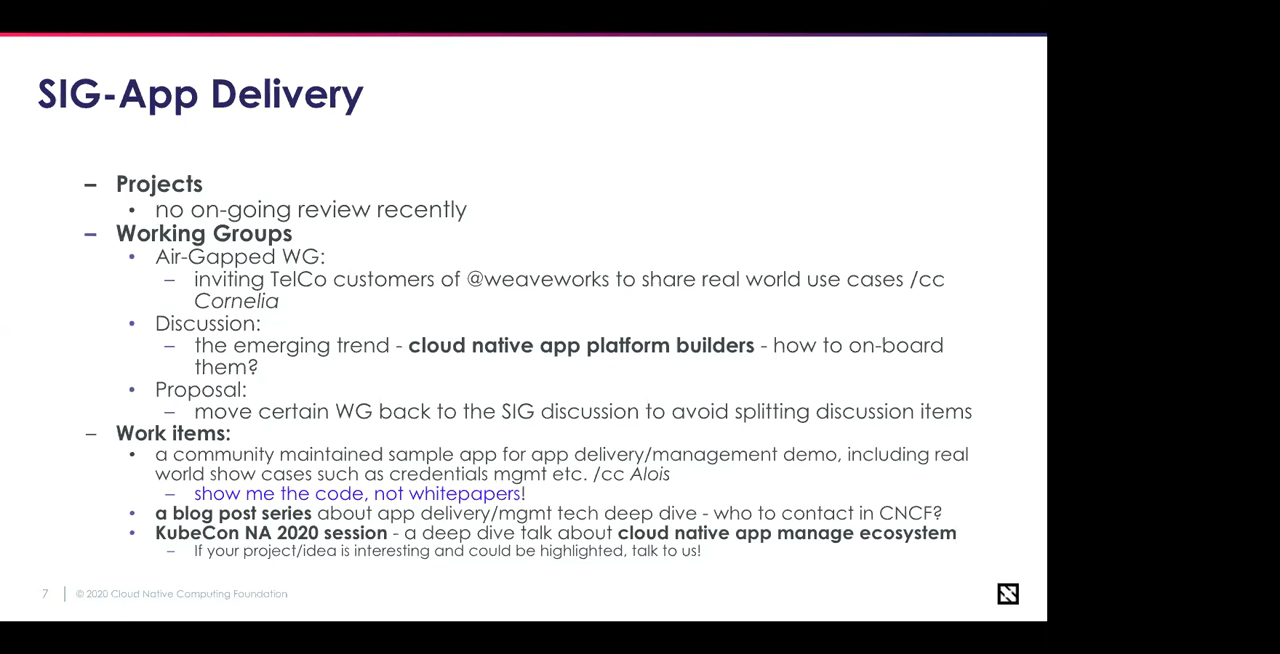 SIG-App Delivery
– Projects
• no on-going review recently
– Working Groups
• Air-Gapped WG:
– inviting TelCo customers of @weaveworks to share real world use cases /cc
Cornelia
• Discussion:
– the emerging trend - cloud native app platform builders - how to on-board
them?
• Proposal:
– move certain WG back to the SIG discussion to avoid splitting discussion items
– Work items:
• a community maintained sample app for app delivery/management demo, including real
world show cases such as credentials mgmt etc. /cc Alois
– show me the code, not whitepapers!
• a blog post series about app delivery/mgmt tech deep dive - who to contact in CNCF?
• KubeCon NA 2020 session - a deep dive talk about cloud native app manage ecosystem
– If your project/idea is interesting and could be highlighted, talk to us!
7 © 2020 Cloud Native Computing Foundation